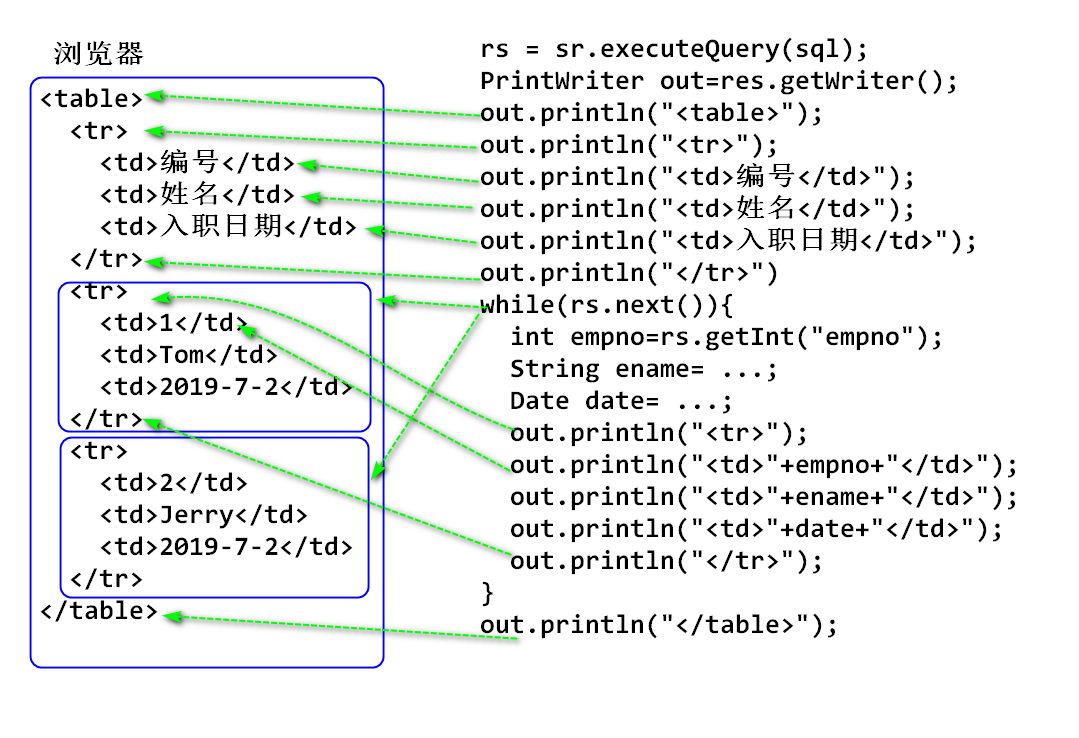 浏览器
<table>
<tr>
<td>编号</td>
<td>姓名</td>
<td>入职日期</td>
</tr>
<tr>
<td>1</td>
<td>Tom</td>
<td>2019-7-2</td>
</tr>
<tr>
<td>2</td>
<td>Jerry</td>
<td>2019-7-2</td>
</tr>
</table>
rs = sr.executeQuery(sql);
PrintWriter out=res.getWriter();
out.println("<table>");
out.println("<tr>");
out.println("<td>编号</td>");
out.println("<td>姓名</td>");
out.println("<td>入职日期</td>");
out.println("</tr>")
while(rs.next()){
int empno=rs.getInt("empno");
String ename= ...;
Date date= ...;
out.println("<tr>");
out.println("<td>"+empno+"</td>");
out.println("<td>"+ename+"</td>");
out.println("<td>"+date+"</td>");
out.println("</tr>");
}
out.println("</table>");